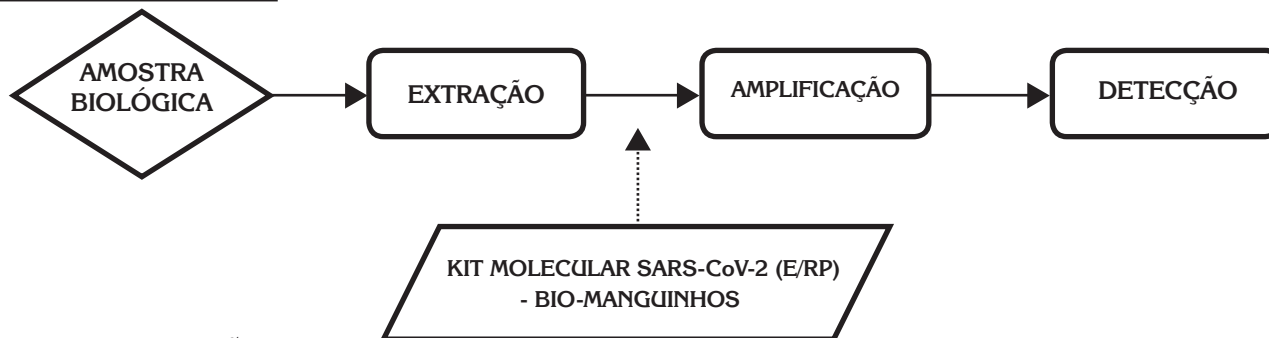 AMOSTRA
BIOLÓGICA
EXTRAÇÃO
AMPLIFICAÇÃO
DETECÇÃO
KIT MOLECULAR SARS-CoV-2 (E/RP)
- BIO-MANGUINHOS